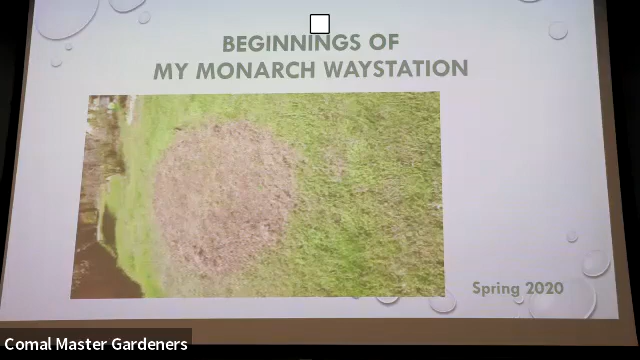 BEGINNINGS OF
MY MONARCH WAYSTATION
Spring 2020
Comal Master Gardeners